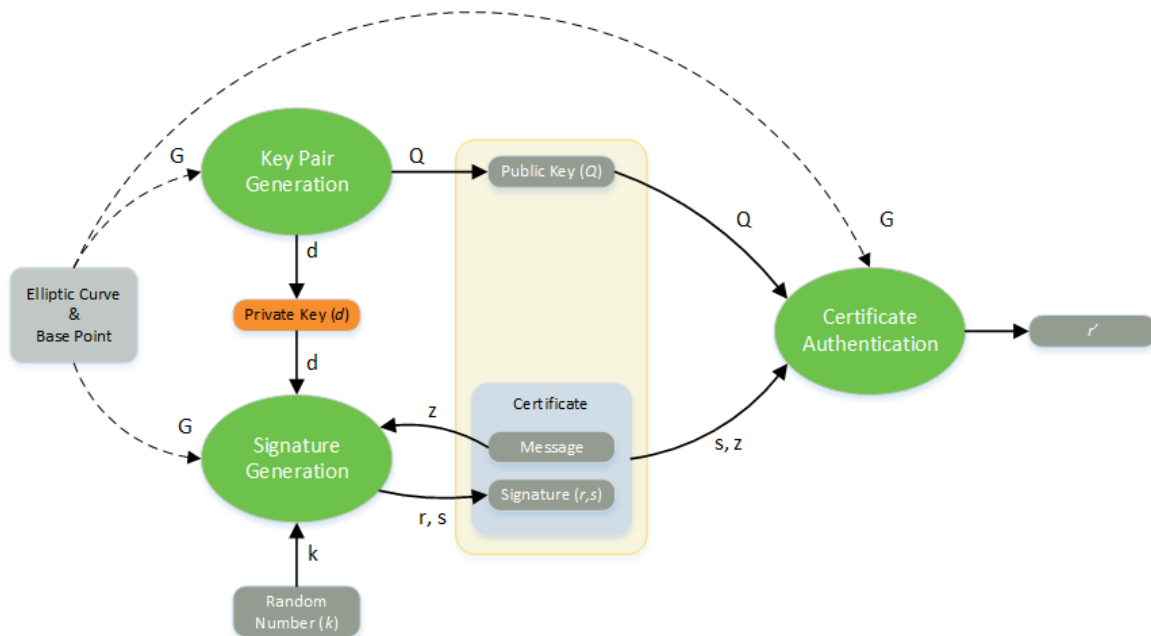 G
Key Pair
Generation
Q
Public Key (Q)
Q
G
d
Elliptic Curve
&
Base Point
Private Key (d)
Certificate
Authentication
r'
d
G
Signature
Generation
z
Certificate
Message
s, z
Signature (r,s)
r, s
k
Random
Number (k)